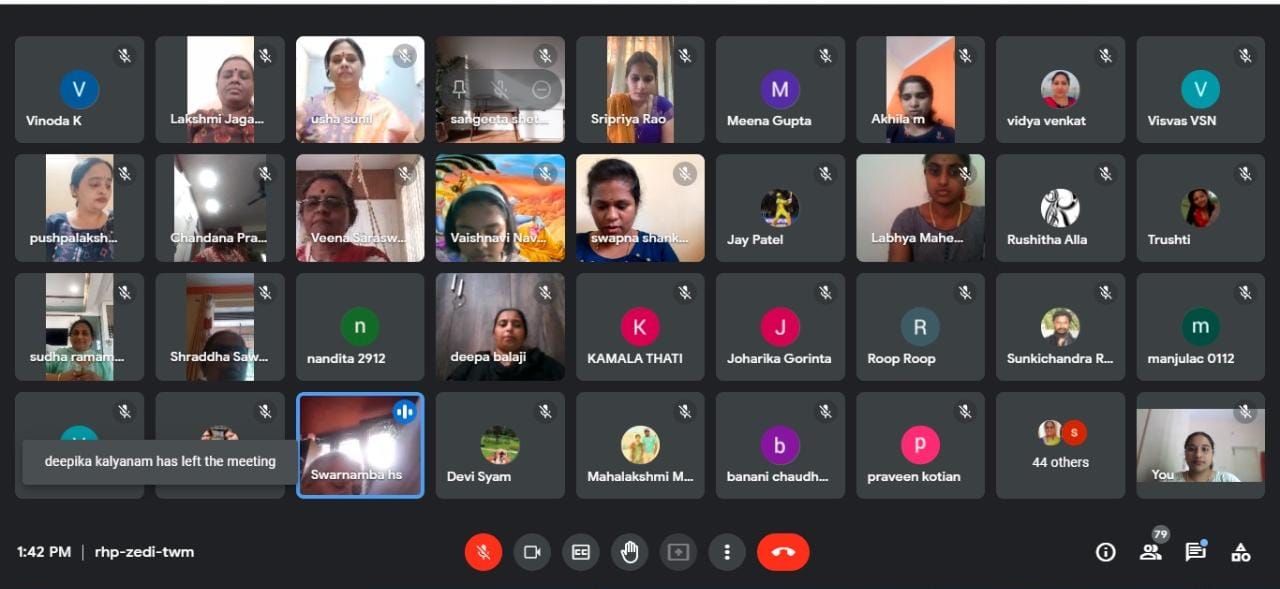 V
Vinoda K
Lakshmi Jaga...
usha sunil
sangeeta shet...
Sripriya Rao
M
Meena Gupta
Akhila m
vidya venkat
V
Visvas VSN
pushpalaksh...
Chandana Pra...
Veena Sarasw...
Vaishnavi Nav...
swapna shank...
Jay Patel
Labhya Mahe...
Rushitha Alla
Trushti
sudha ramam...
Shraddha Saw...
n
nandita 2912
deepa balaji
K
KAMALA THATI
J
Joharika Gorinta
R
Roop Roop
Sunkichandra R...
m
manjulac 0112
deepika kalyanam has left the meeting
Swarnamba hs
Devi Syam
Mahalakshmi M...
b
banani chaudh...
p
praveen kotian
s
44 others
You
1:42 PM | rhp-zedi-twm
CC
79